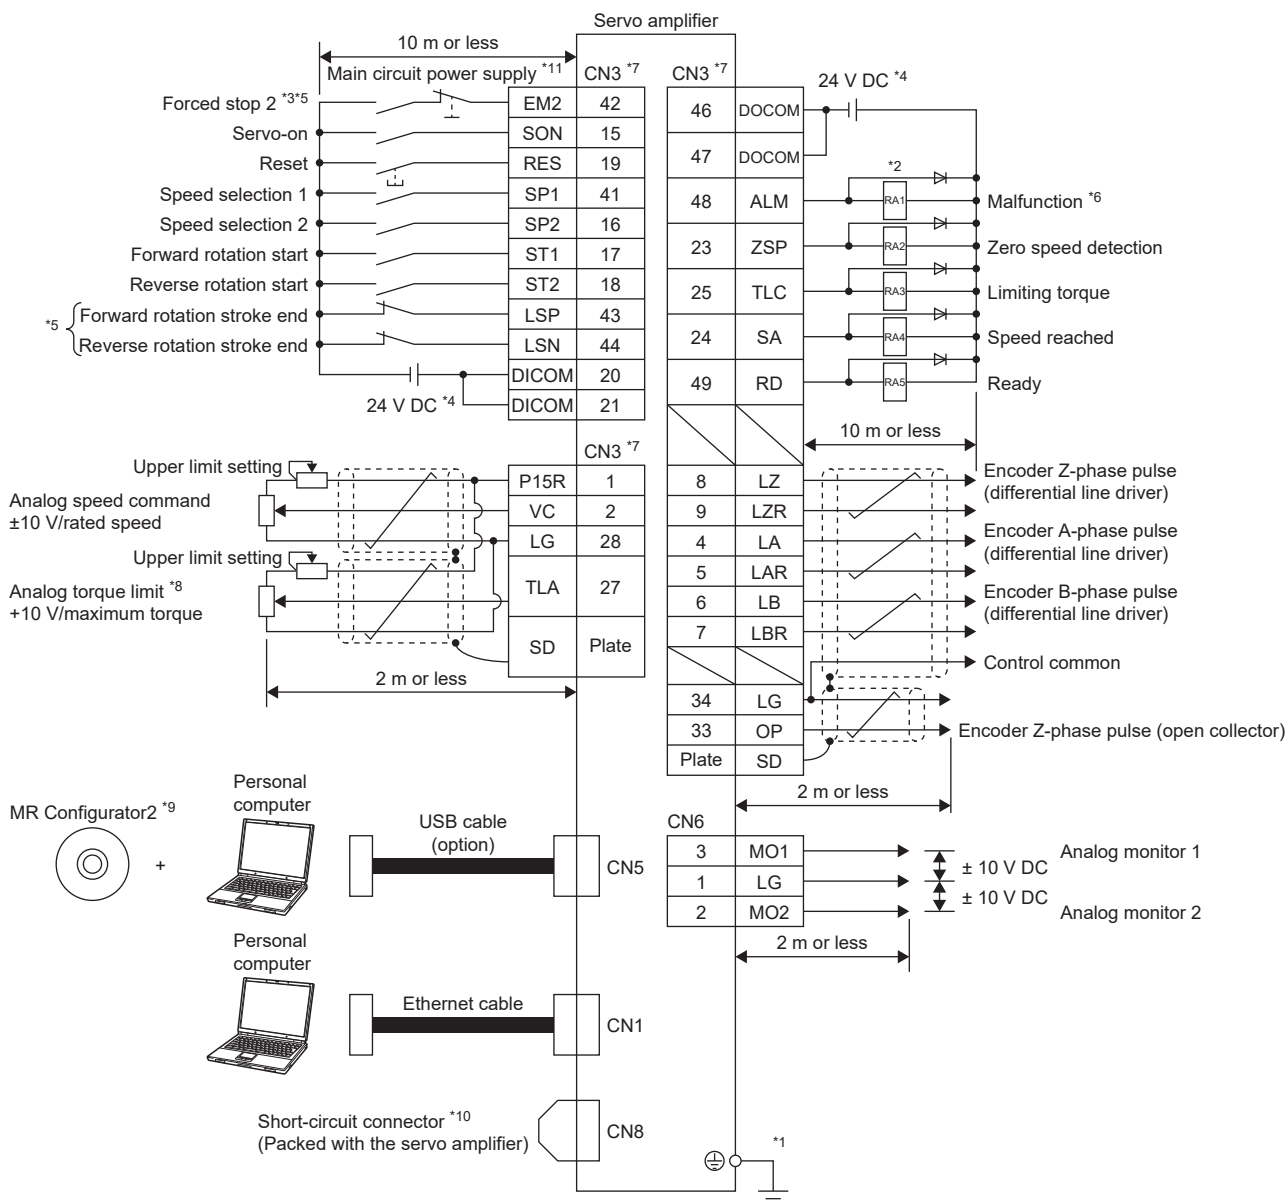 Servo amplifier
10 m or less
Main circuit power supply *11
CN3 *7
Forced stop 2 *3*5
EM2 42
Servo-on
SON 15
Reset
RES 19
Speed selection 1
SP1 41
Speed selection 2
SP2 16
Forward rotation start
ST1 17
Reverse rotation start
ST2 18
*5
Forward rotation stroke end
LSP 43
Reverse rotation stroke end
LSN 44
DICOM 20
24 V DC *4
DICOM 21
CN3 *7
24 V DC *4
46 DOCOM
47 DOCOM
*2
48 ALM
RA1
Malfunction *6
23 ZSP
RA2
Zero speed detection
25 TLC
RA3
Limiting torque
24 SA
RA4
Speed reached
49 RD
RA5
Ready
10 m or less
CN3 *7
Upper limit setting
P15R 1
Analog speed command
±10 V/rated speed
VC 2
LG 28
Upper limit setting
Analog torque limit *8
+10 V/maximum torque
TLA 27
SD Plate
2 m or less
8 LZ
Encoder Z-phase pulse
(differential line driver)
9 LZR
4 LA
Encoder A-phase pulse
(differential line driver)
5 LAR
6 LB
Encoder B-phase pulse
(differential line driver)
7 LBR
Control common
34 LG
33 OP
Encoder Z-phase pulse (open collector)
Plate SD
2 m or less
MR Configurator2 *9
+
Personal
computer
USB cable
(option)
CN5
CN6
3 MO1
Analog monitor 1
± 10 V DC
1 LG
± 10 V DC
2 MO2
Analog monitor 2
2 m or less
Personal
computer
Ethernet cable
CN1
Short-circuit connector *10
(Packed with the servo amplifier)
CN8
*1